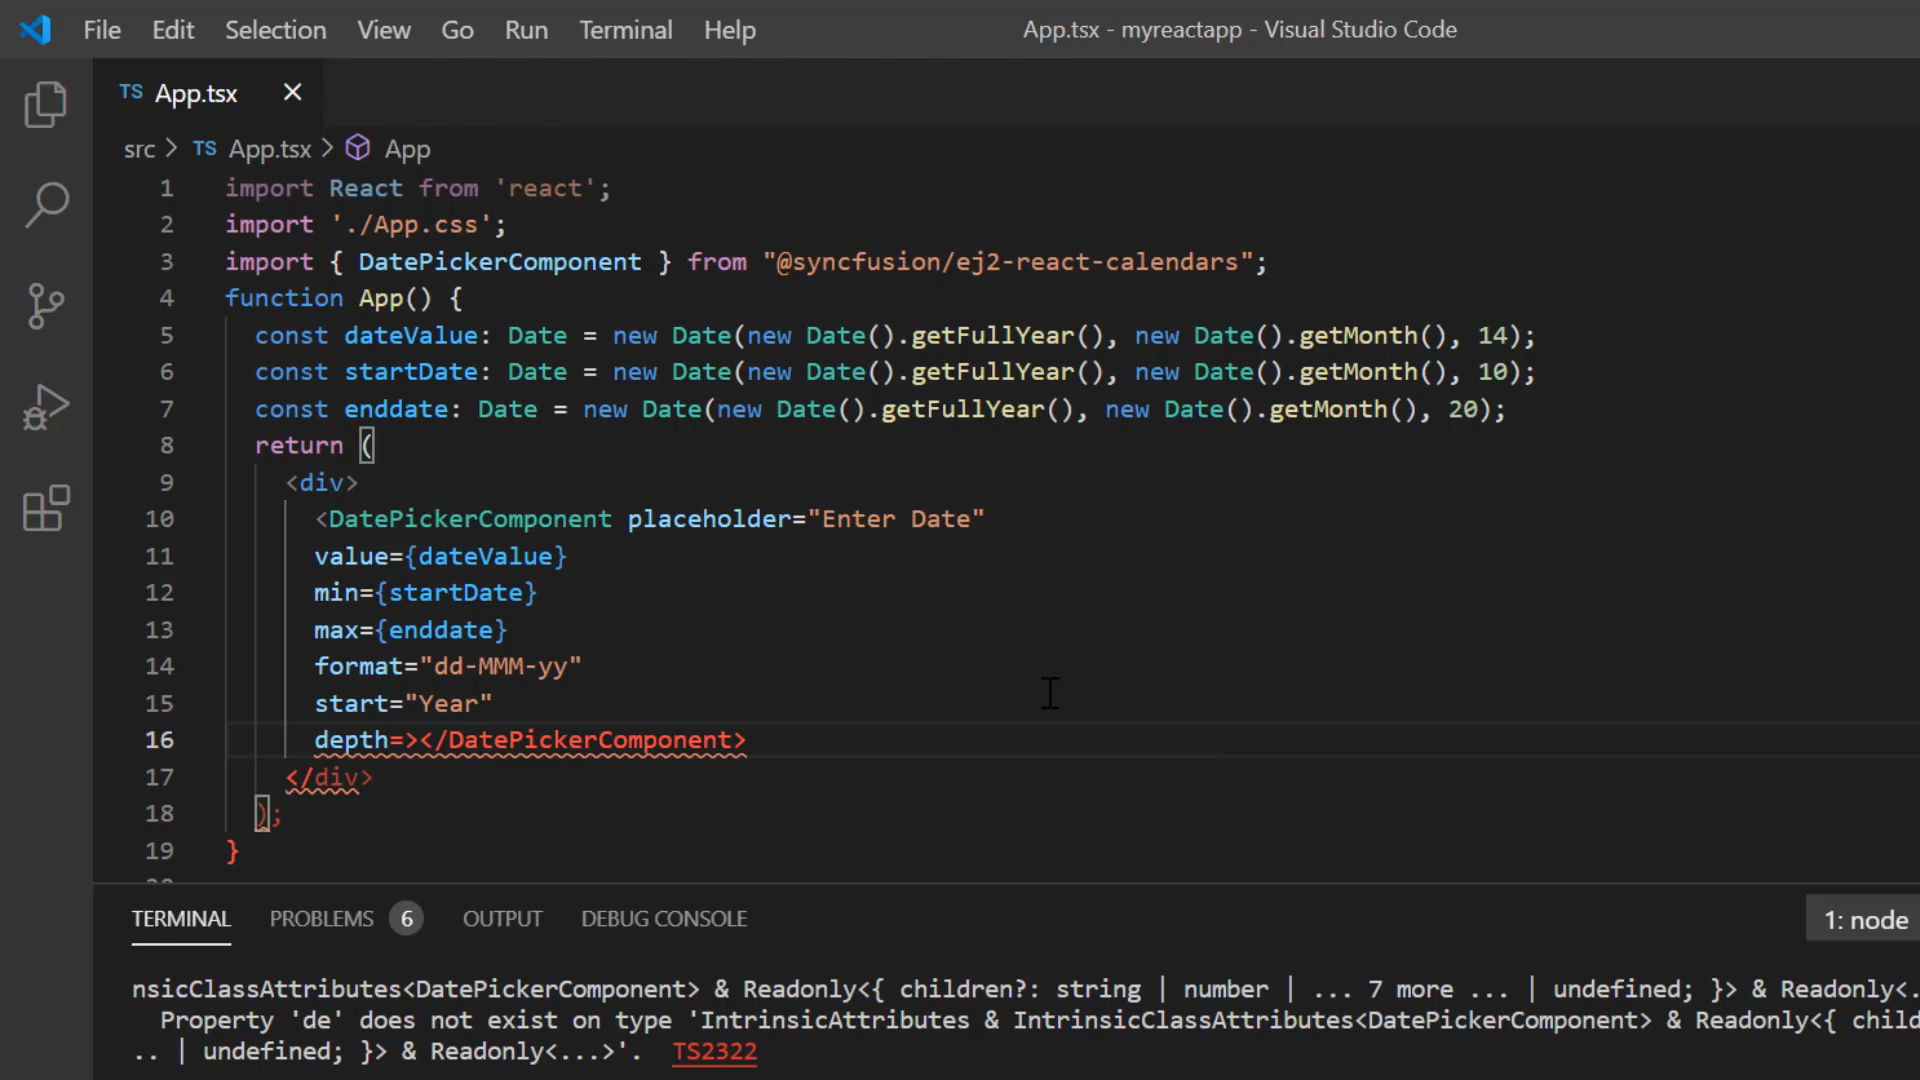 File Edit Selection View Go Run Terminal Help App.tsx - myreactapp - Visual Studio Code
TS App.tsx ×
src > TS App.tsx > App
1 import React from 'react';
2 import './App.css';
3 import { DatePickerComponent } from "@syncfusion/ej2-react-calendars";
4 function App() {
5 const dateValue: Date = new Date(new Date().getFullYear(), new Date().getMonth(), 14);
6 const startDate: Date = new Date(new Date().getFullYear(), new Date().getMonth(), 10);
7 const enddate: Date = new Date(new Date().getFullYear(), new Date().getMonth(), 20);
8 return (
9 <div>
10 <DatePickerComponent placeholder="Enter Date"
11 value={dateValue}
12 min={startDate}
13 max={enddate}
14 format="dd-MMM-yy"
15 start="Year"
16 depth=></DatePickerComponent>
17 </div>
18 );
19 }
TERMINAL PROBLEMS 6 OUTPUT DEBUG CONSOLE 1: node
nsicClassAttributes<DatePickerComponent> & Readonly<{ children?: string | number | ... 7 more ... | undefined; }> & Readonly<.
Property 'de' does not exist on type 'IntrinsicAttributes & IntrinsicClassAttributes<DatePickerComponent> & Readonly<{ child
.. | undefined; }> & Readonly<...>'. TS2322